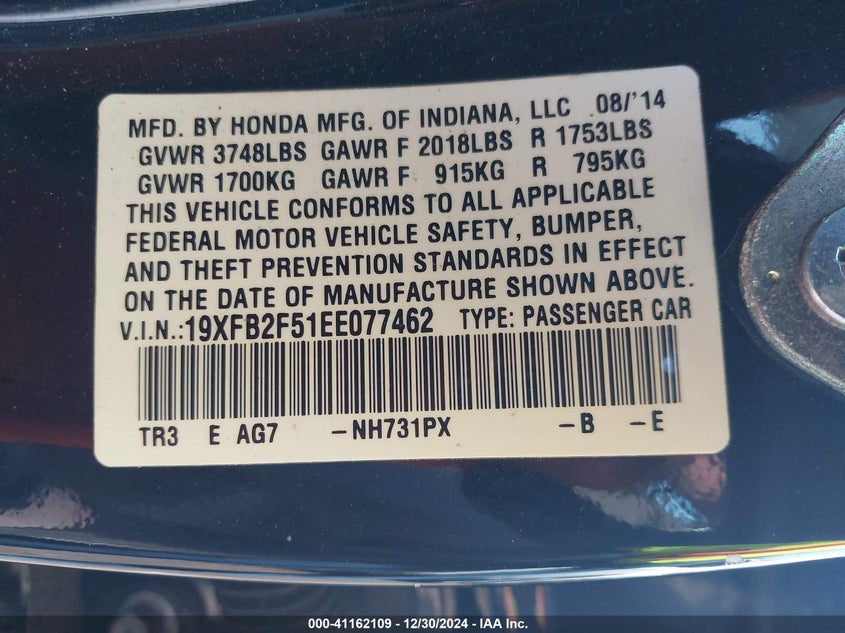 MFD. BY HONDA MFG. OF INDIANA, LLC 08/'14
GVWR 3748LBS GAWR F 2018LBS R 1753LBS
GVWR 1700KG GAWR F 915KG R 795KG
THIS VEHICLE CONFORMS TO ALL APPLICABLE
FEDERAL MOTOR VEHICLE SAFETY, BUMPER,
AND THEFT PREVENTION STANDARDS IN EFFECT
ON THE DATE OF MANUFACTURE SHOWN ABOVE.
V.I.N.:19XFB2F51EE077462 TYPE: PASSENGER CAR
TR3 E AG7 -NH731PX -B -E
000-41162109 - 12/30/2024 - IAA Inc.